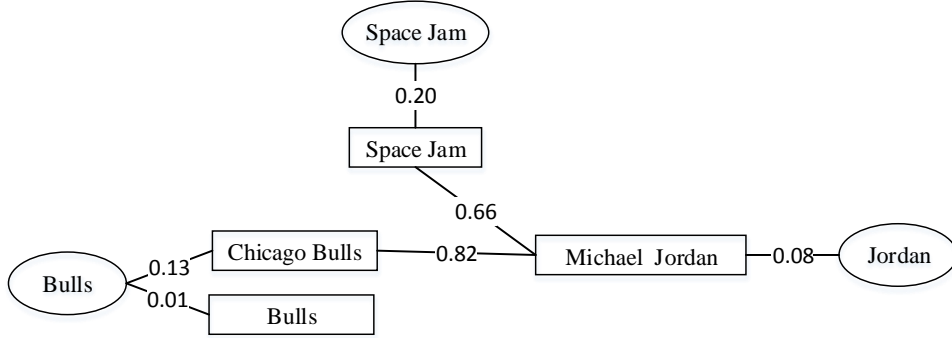 Space Jam
0.20
Space Jam
0.66
Chicago Bulls
0.82
Michael Jordan
0.08
Jordan
0.13
Bulls
0.01
Bulls